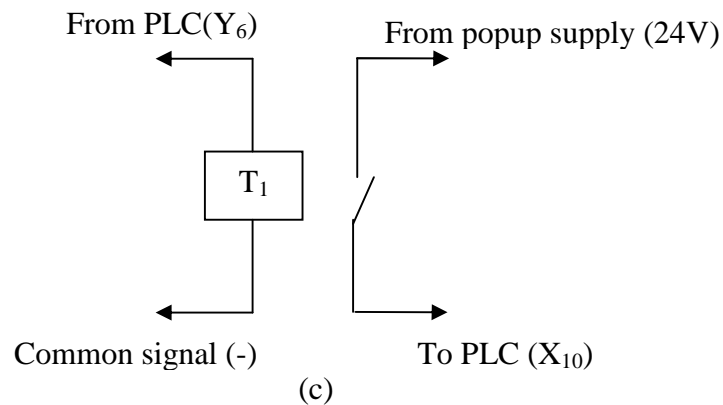 From PLC(Y₆)
From popup supply (24V)
T₁
Common signal (-)
To PLC (X₁₀)
(c)